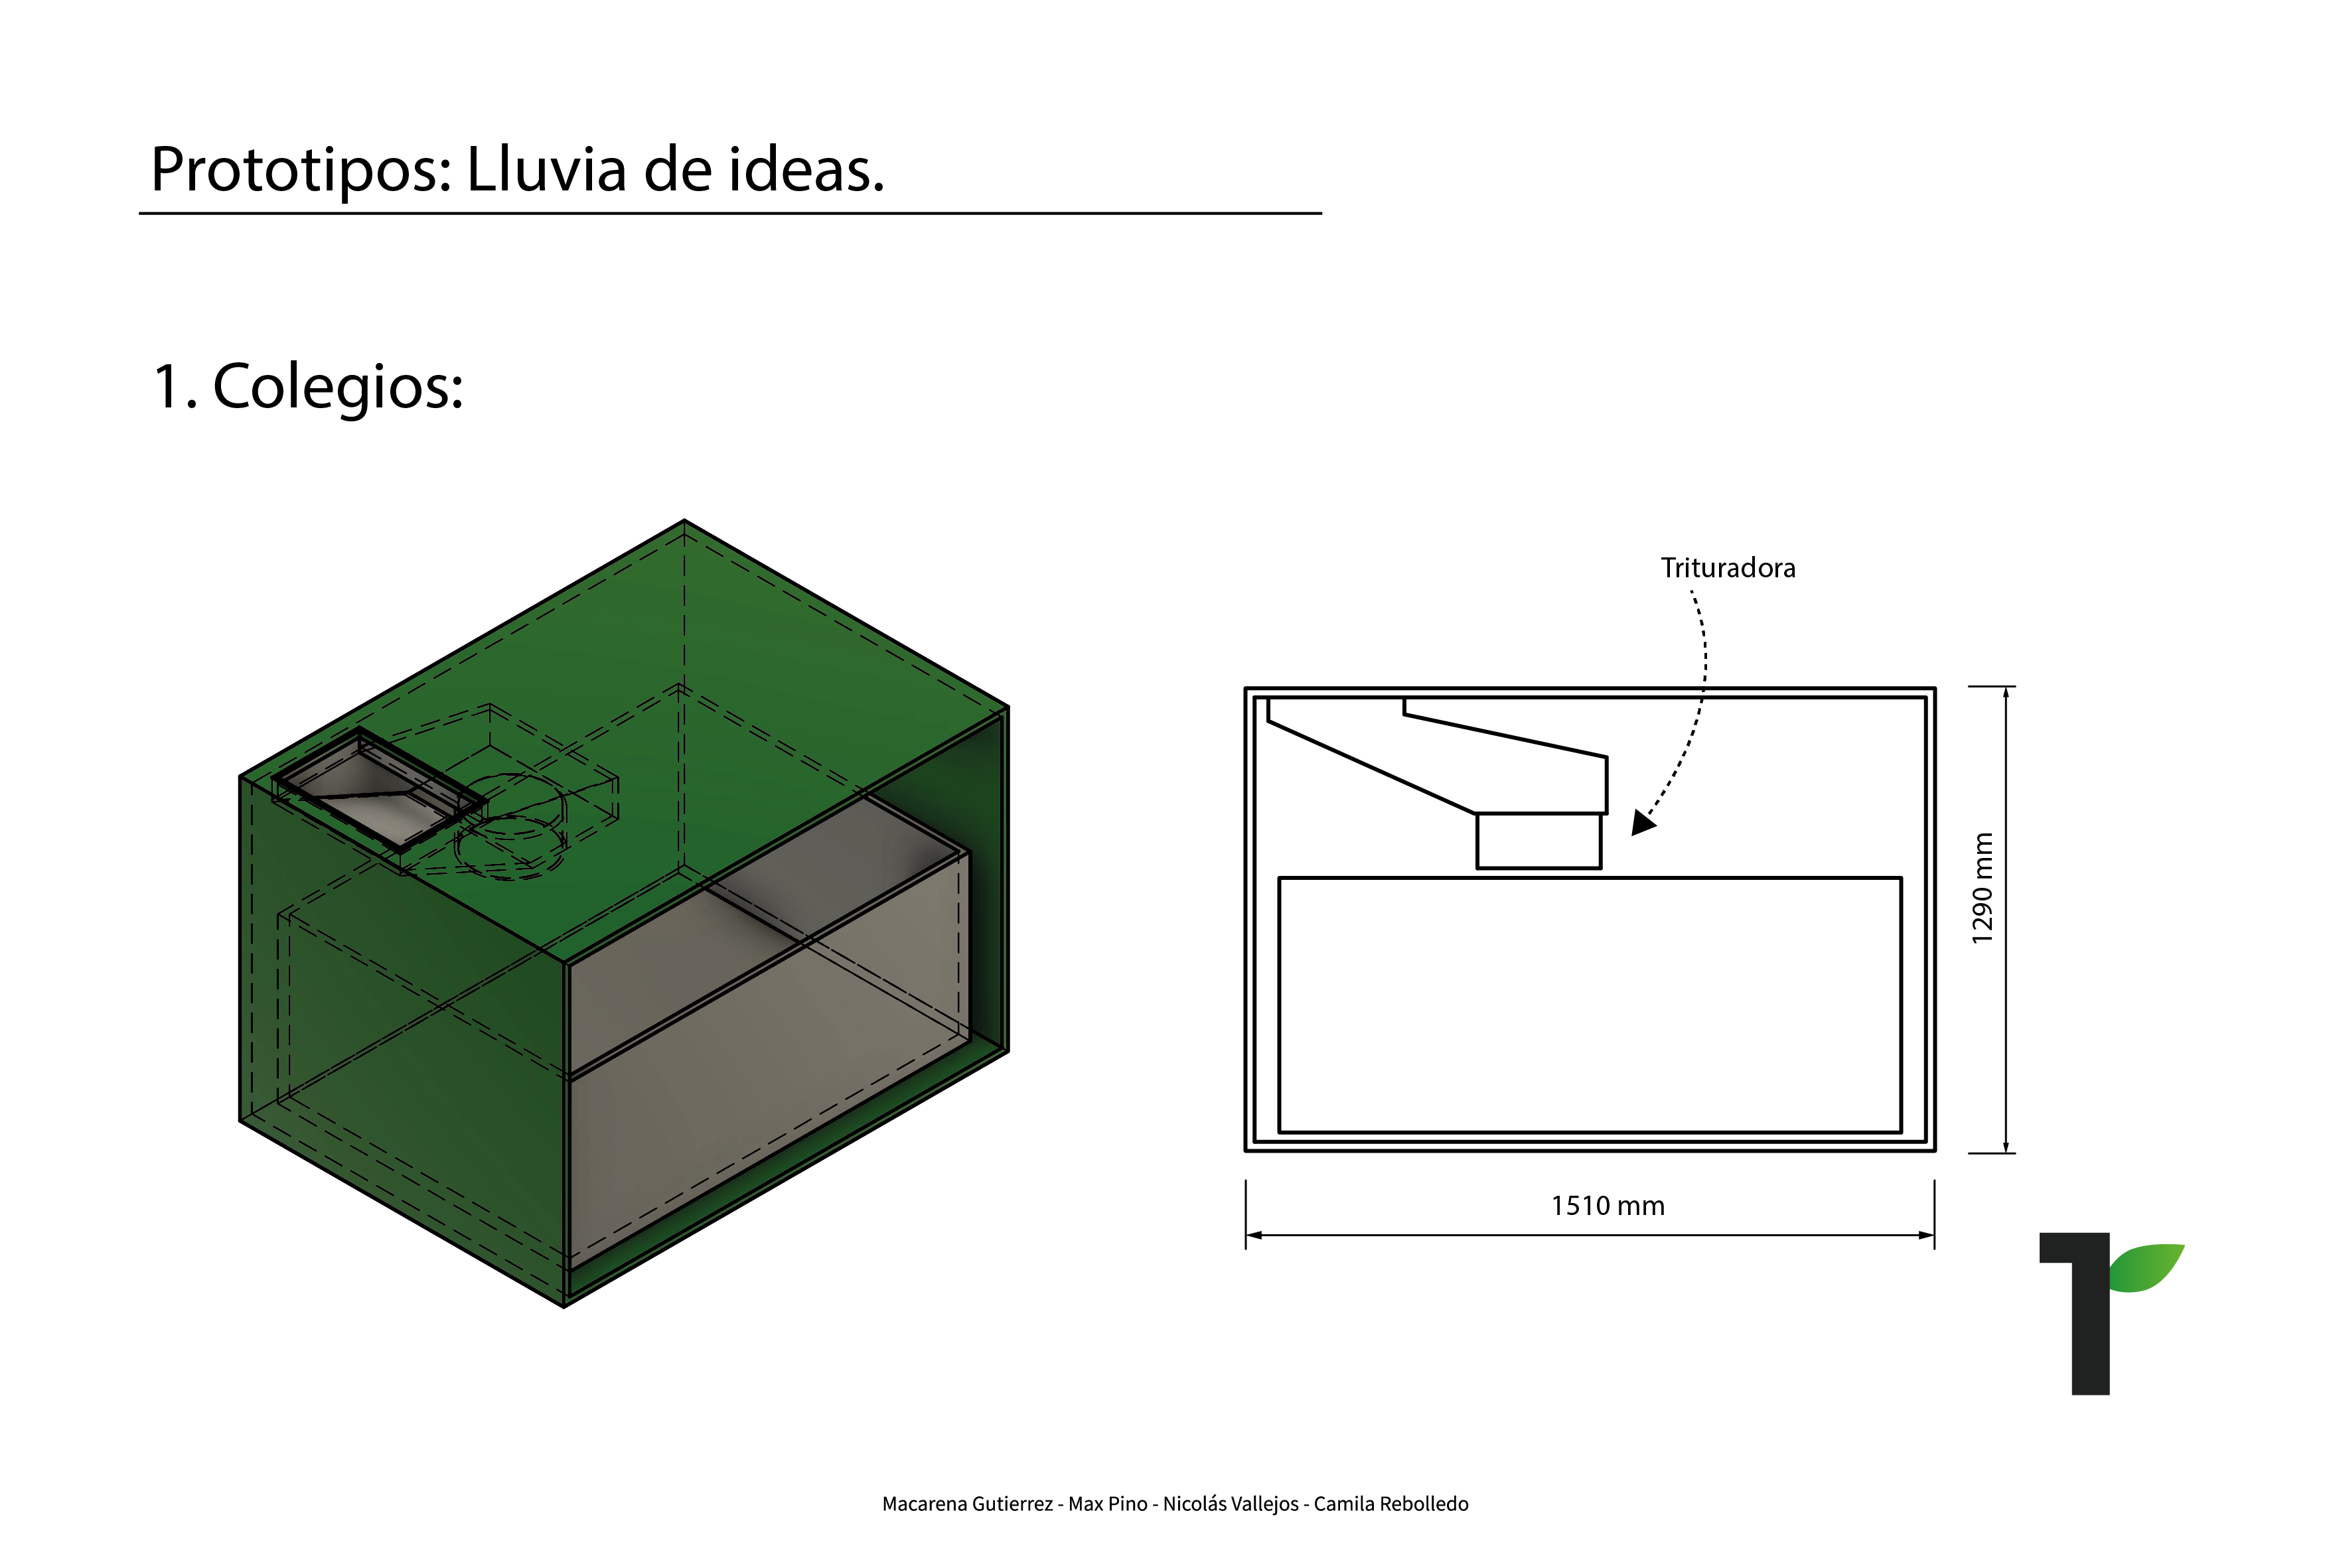 Prototipos: Lluvia de ideas.
1. Colegios:
Trituradora
1290 mm
1510 mm
Macarena Gutierrez - Max Pino - Nicolás Vallejos - Camila Rebolledo